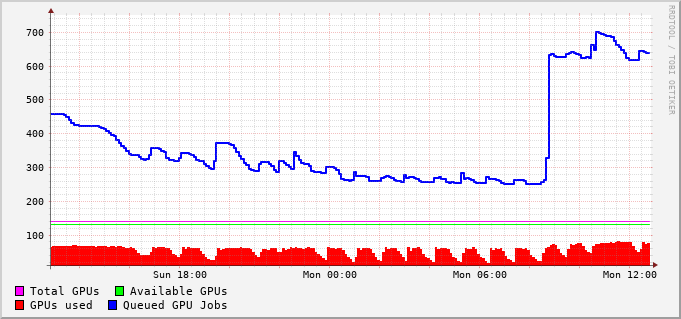 700
600
500
400
300
200
100
Sun 18:00 Mon 00:00 Mon 06:00 Mon 12:00
Total GPUs Available GPUs
GPUs used Queued GPU Jobs
RRDTOOL / TOBI OETIKER